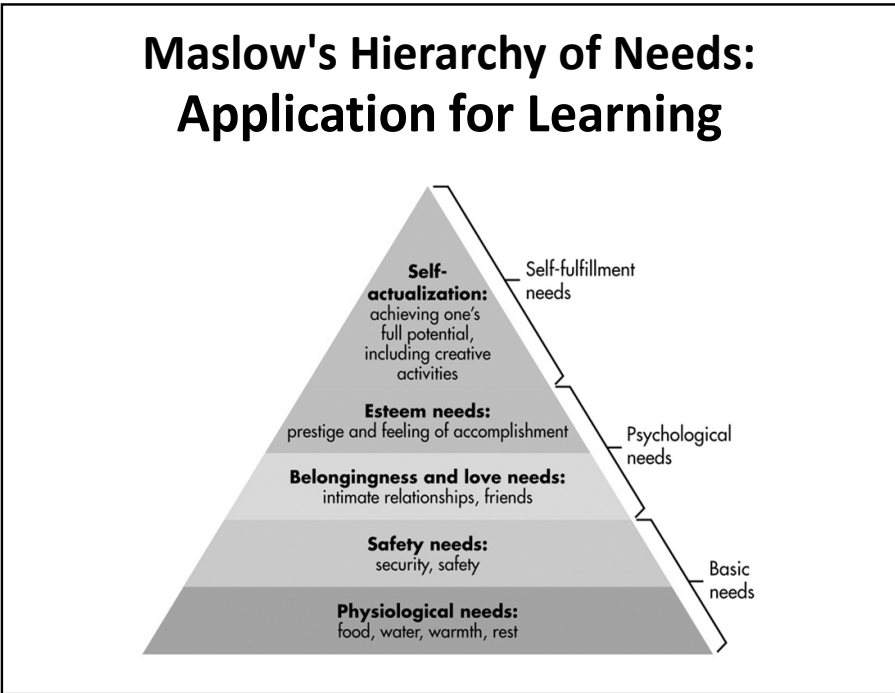 Maslow's Hierarchy of Needs:
Application for Learning
Self-
actualization:
achieving one’s
full potential,
including creative
activities
Self-fulfillment
needs
Esteem needs:
prestige and feeling of accomplishment
Psychological
needs
Belongingness and love needs:
intimate relationships, friends
Safety needs:
security, safety
Basic
needs
Physiological needs:
food, water, warmth, rest